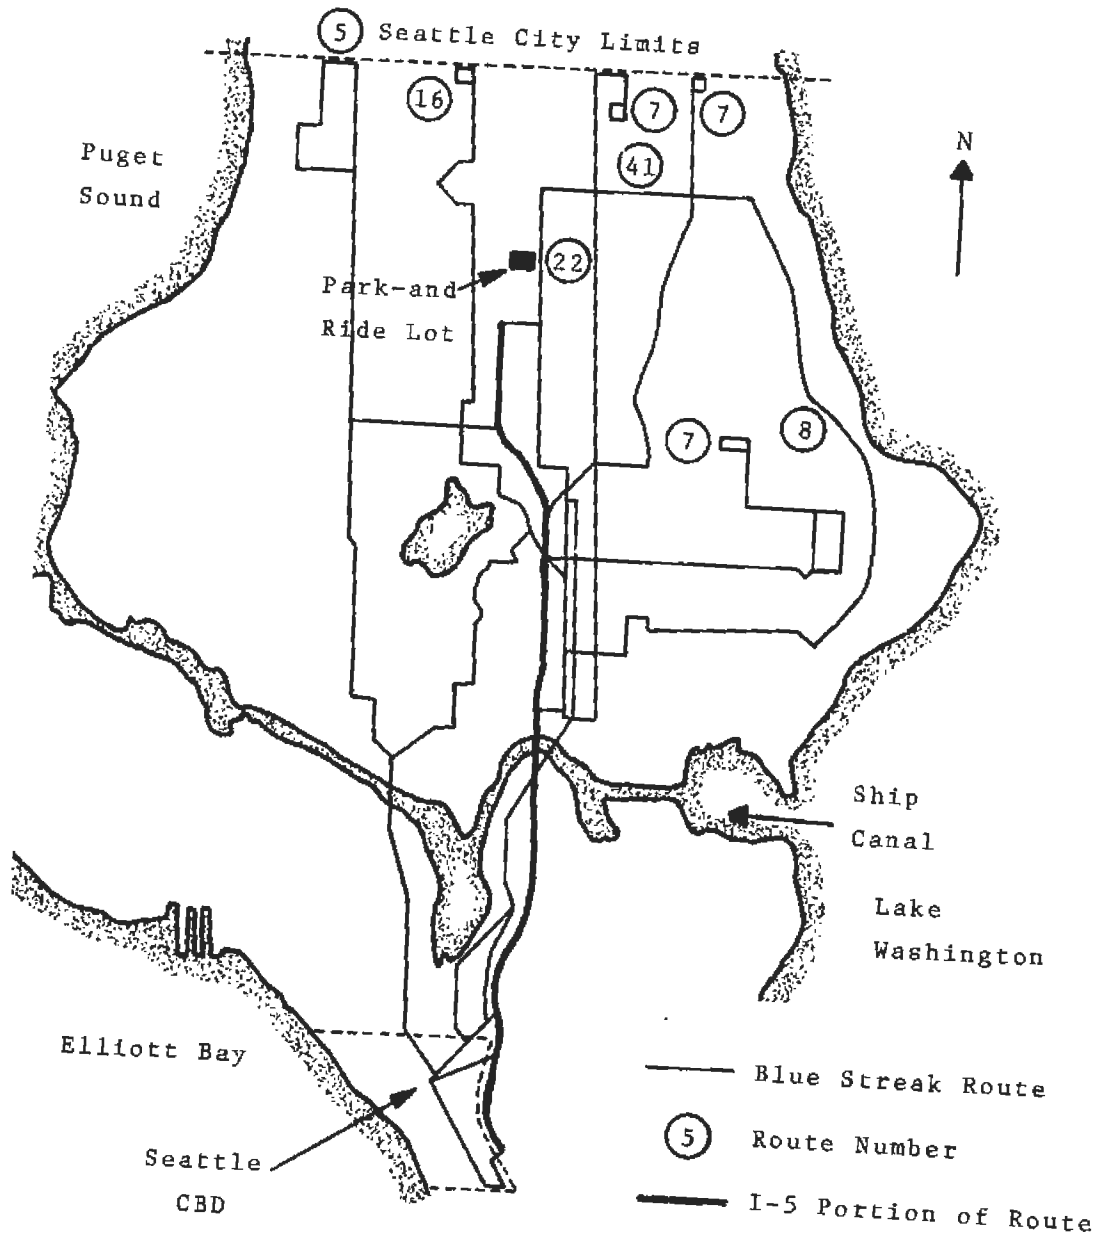 5 Seattle City Limits
16
7
7
Puget
Sound
41
N
22
Park-and
Ride Lot
7
8
Ship
Canal
Lake
Washington
Elliott Bay
Blue Streak Route
5 Route Number
Seattle
CBD
I-5 Portion of Route